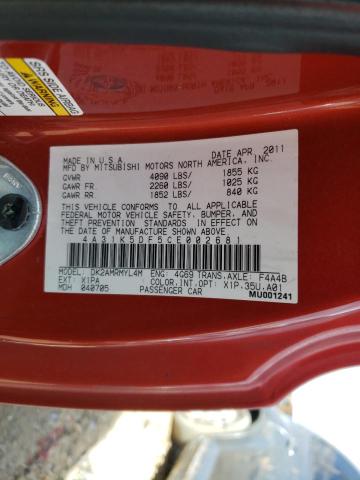 SRS SIDE AIRBAG
MADE IN U.S.A. DATE APR. 2011
MFD BY MITSUBISHI MOTORS NORTH AMERICA, INC.
GVWR 4090 LBS/ 1855 KG
GAWR FR 2260 LBS/ 1025 KG
GAWR RR 1852 LBS/ 840 KG
THIS VEHICLE CONFORMS TO ALL APPLICABLE
FEDERAL MOTOR VEHICLE SAFETY, BUMPER, AND
THEFT PREVENTION STANDARDS IN EFFECT ON
THE DATE OF MANUFACTURE SHOWN ABOVE.
4A31K5DF5CE002681
MODEL: DK2AMRMYL4M ENG: 4G69 TRANS.AXLE: F4A4B
EXT: X1PA COLOR.INT.OPT: X1P.35U.A01
MDH 040705 PASSENGER CAR MU001241